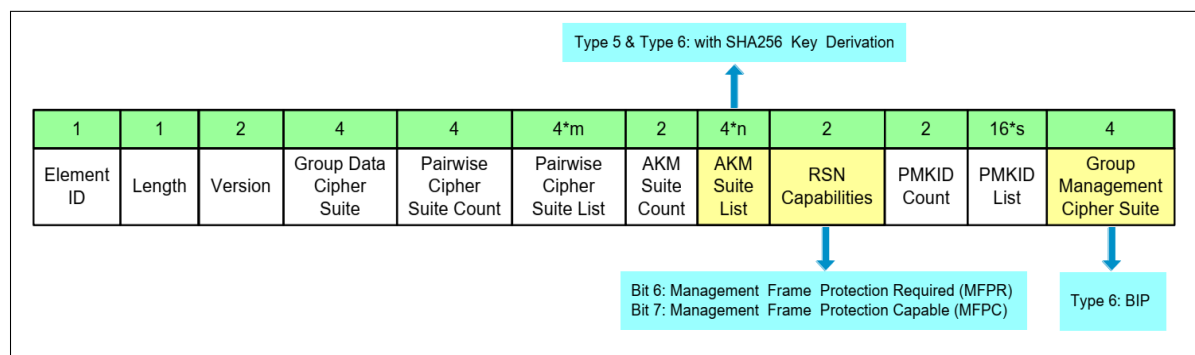 Type 5 & Type 6: with SHA256 Key Derivation
1 1 2 4 4 4*m 2 4*n 2 2 16*s 4
Element ID
Length
Version
Group Data Cipher Suite
Pairwise Cipher Suite Count
Pairwise Cipher Suite List
AKM Suite Count
AKM Suite List
RSN Capabilities
PMKID Count
PMKID List
Group Management Cipher Suite
Bit 6: Management Frame Protection Required (MFPR)
Bit 7: Management Frame Protection Capable (MFPC)
Type 6: BIP